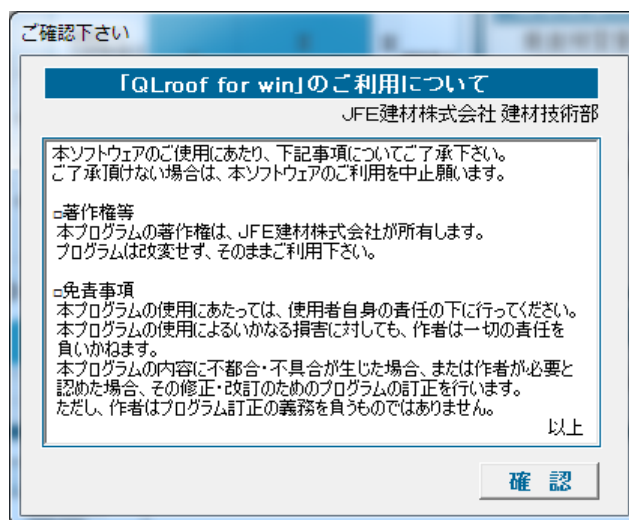 ご確認下さい
「QLroof for win」のご利用について
JFE建材株式会社 建材技術部
本ソフトウェアのご使用にあたり、下記事項についてご了承下さい。
ご了承頂けない場合は、本ソフトウェアのご利用を中止願います。
□著作権等
本プログラムの著作権は、JFE建材株式会社が所有します。
プログラムは改変せず、そのままご利用下さい。
□免責事項
本プログラムの使用にあたっては、使用者自身の責任の下に行ってください。
本プログラムの使用によるいかなる損害に対しても、作者は一切の責任を
負いかねます。
本プログラムの内容に不都合・不具合が生じた場合、または作者が必要と
認めた場合、その修正・改訂のためのプログラムの訂正を行います。
ただし、作者はプログラム訂正の義務を負うものではありません。
以上
確 認